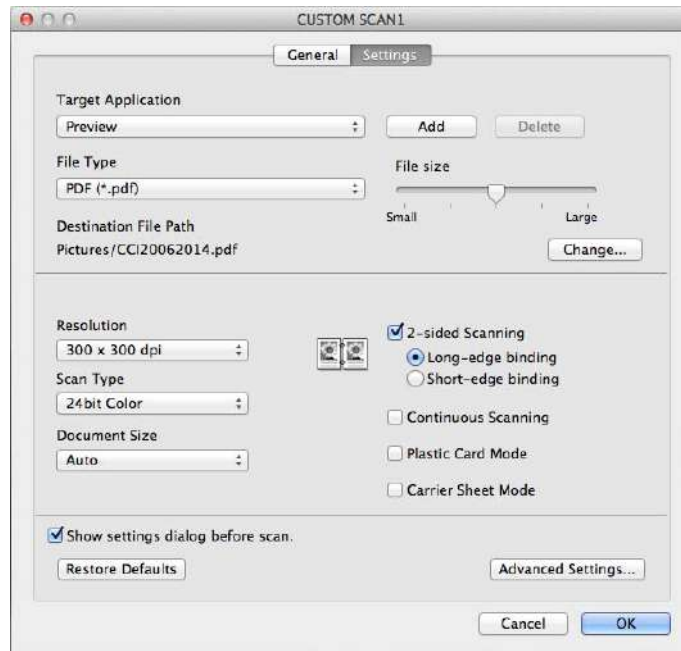 CUSTOM SCAN1
General Settings
Target Application
Preview Add Delete
File Type
PDF (*.pdf)
File size
Small Large
Destination File Path
Pictures/CCI20062014.pdf
Change...
Resolution
300 x 300 dpi
Scan Type
24bit Color
Document Size
Auto
2-sided Scanning
Long-edge binding
Short-edge binding
Continuous Scanning
Plastic Card Mode
Carrier Sheet Mode
Show settings dialog before scan.
Restore Defaults Advanced Settings...
Cancel OK